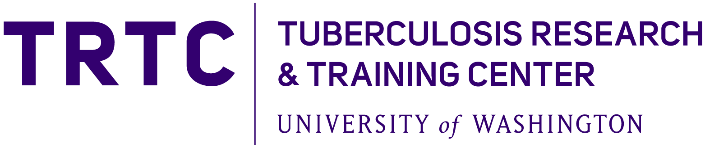 TRTC
TUBERCULOSIS RESEARCH
& TRAINING CENTER
UNIVERSITY of WASHINGTON